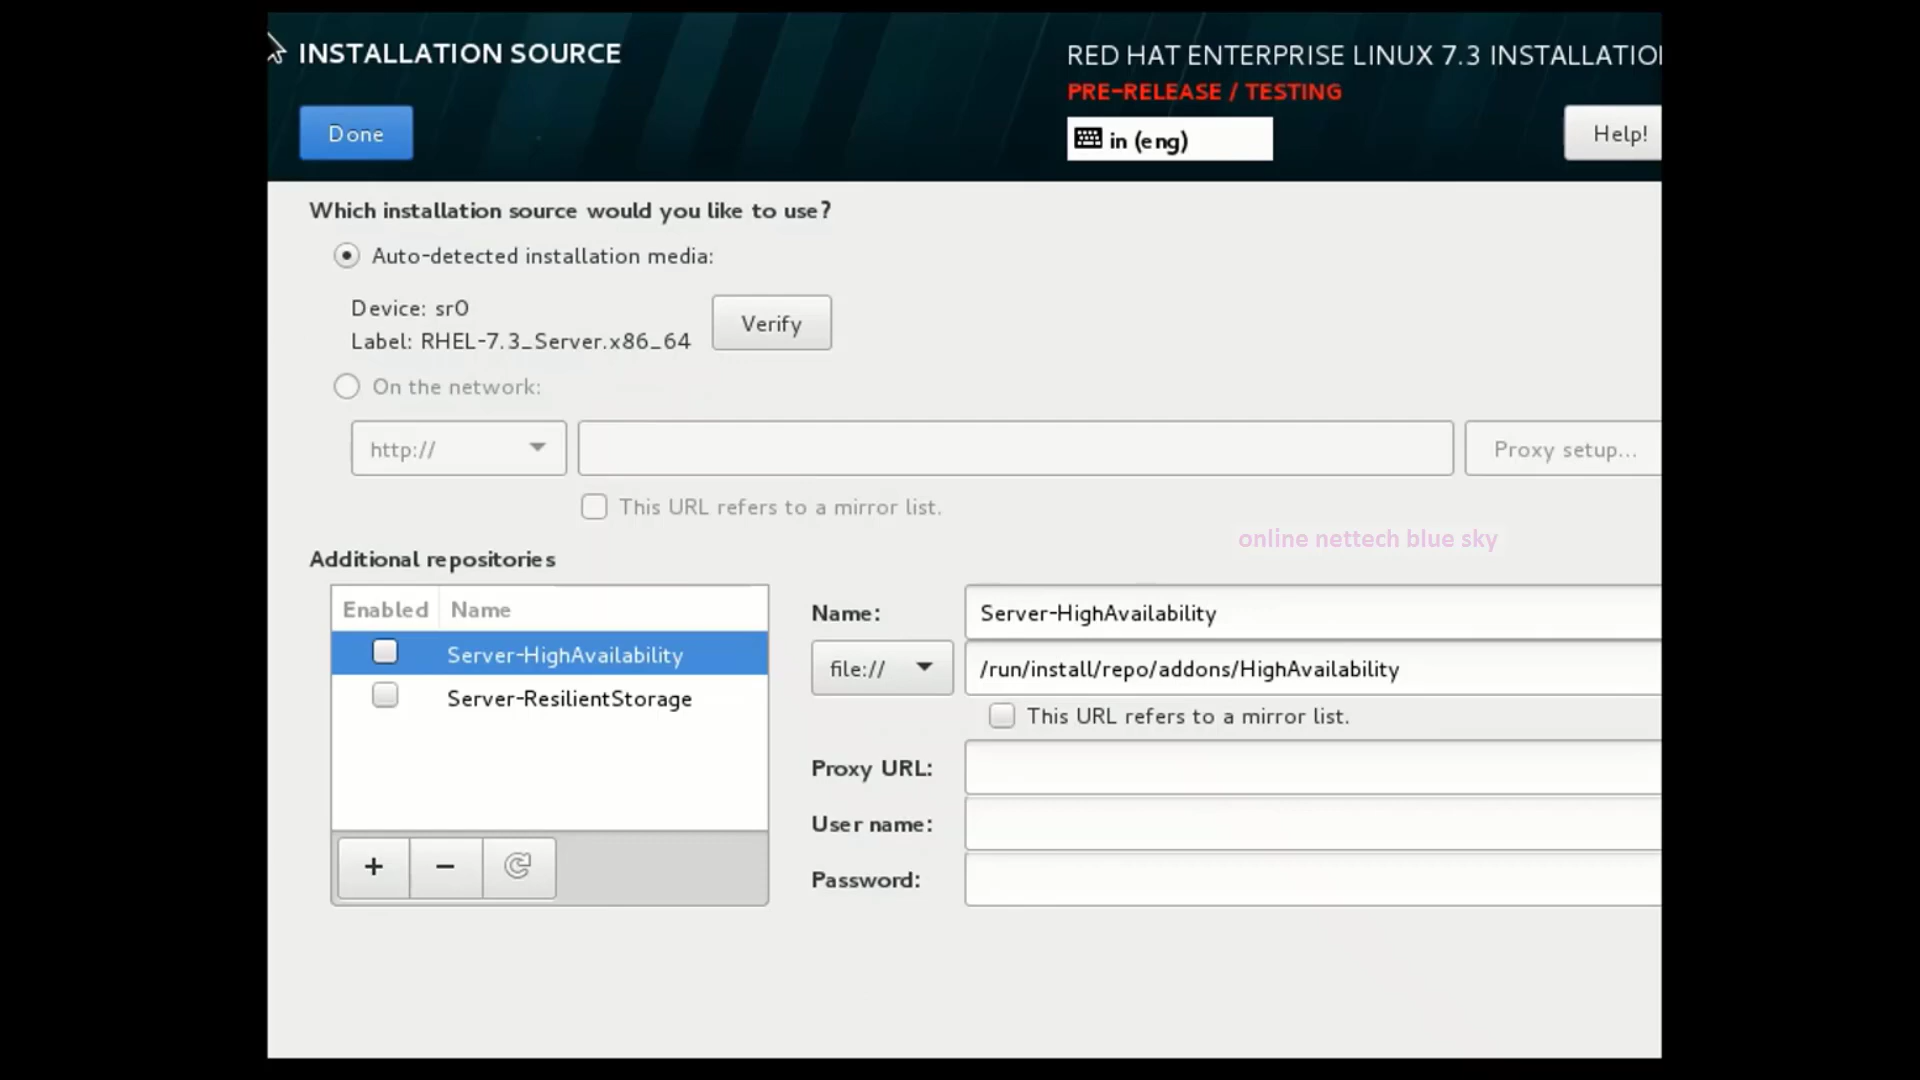 INSTALLATION SOURCE
RED HAT ENTERPRISE LINUX 7.3 INSTALLATIO
PRE-RELEASE / TESTING
Done
in (eng)
Help!
Which installation source would you like to use?
Auto-detected installation media:
Device: sr0
Label: RHEL-7.3_Server.x86_64
Verify
On the network:
http://
Proxy setup...
This URL refers to a mirror list.
online nettech blue sky
Additional repositories
Enabled Name
Server-HighAvailability
Server-ResilientStorage
Name: Server-HighAvailability
file:// /run/install/repo/addons/HighAvailability
This URL refers to a mirror list.
Proxy URL:
User name:
Password: